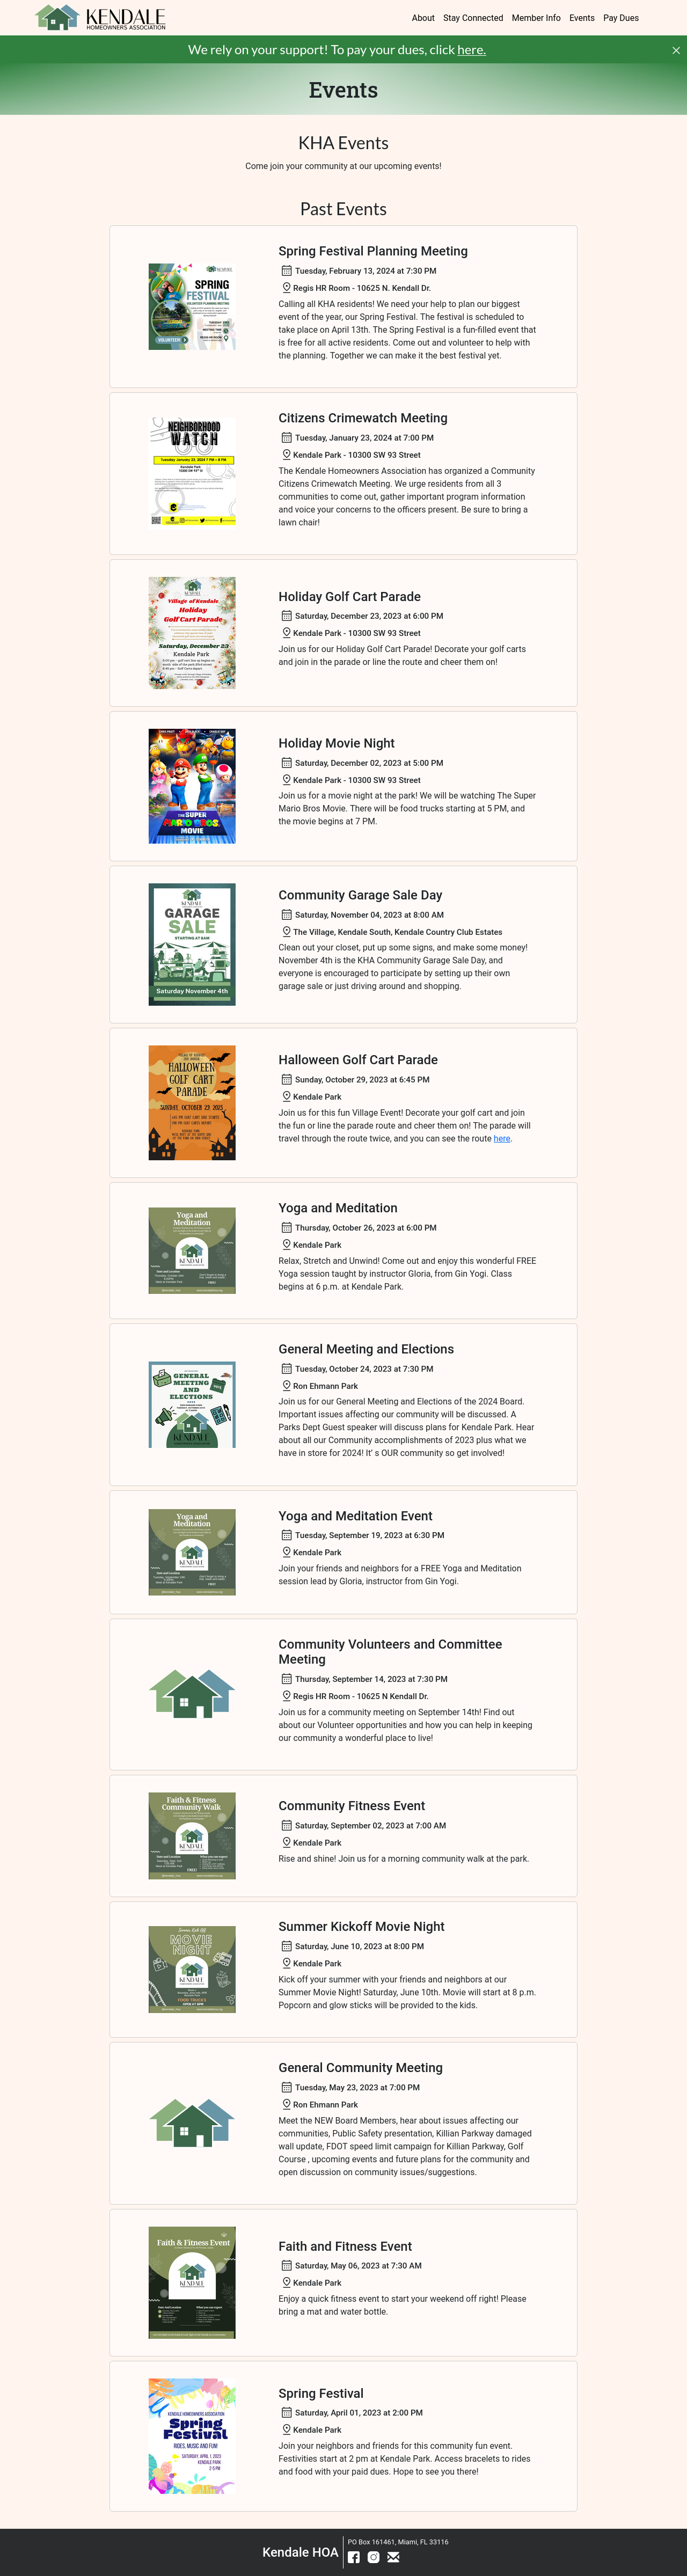 KENDALE
HOMEOWNERS ASSOCIATION
About Stay Connected Member Info Events Pay Dues
We rely on your support! To pay your dues, click here.
Events
KHA Events
Come join your community at our upcoming events!
Past Events
SPRING
FESTIVAL
VOLUNTEER PLANNING MEETING
VOLUNTEER
Spring Festival Planning Meeting
Tuesday, February 13, 2024 at 7:30 PM
Regis HR Room - 10625 N. Kendall Dr.
Calling all KHA residents! We need your help to plan our biggest
event of the year, our Spring Festival. The festival is scheduled to
take place on April 13th. The Spring Festival is a fun-filled event that
is free for all active residents. Come out and volunteer to help with
the planning. Together we can make it the best festival yet.
NEIGHBORHOOD
WATCH
Tuesday January 23, 2024 7 PM – 8 PM
Kendale Park
Citizens Crimewatch Meeting
Tuesday, January 23, 2024 at 7:00 PM
Kendale Park - 10300 SW 93 Street
The Kendale Homeowners Association has organized a Community
Citizens Crimewatch Meeting. We urge residents from all 3
communities to come out, gather important program information
and voice your concerns to the officers present. Be sure to bring a
lawn chair!
KENDALE
Village of Kendale
Holiday
Golf Cart Parade
Saturday, December 23
Kendale Park
Holiday Golf Cart Parade
Saturday, December 23, 2023 at 6:00 PM
Kendale Park - 10300 SW 93 Street
Join us for our Holiday Golf Cart Parade! Decorate your golf carts
and join in the parade or line the route and cheer them on!
THE SUPER
MARIO BROS.
MOVIE
Holiday Movie Night
Saturday, December 02, 2023 at 5:00 PM
Kendale Park - 10300 SW 93 Street
Join us for a movie night at the park! We will be watching The Super
Mario Bros Movie. There will be food trucks starting at 5 PM, and
the movie begins at 7 PM.
KENDALE
GARAGE
SALE
STARTING AT 8AM
Saturday November 4th
Community Garage Sale Day
Saturday, November 04, 2023 at 8:00 AM
The Village, Kendale South, Kendale Country Club Estates
Clean out your closet, put up some signs, and make some money!
November 4th is the KHA Community Garage Sale Day, and
everyone is encouraged to participate by setting up their own
garage sale or just driving around and shopping.
HALLOWEEN
GOLF CART
PARADE
SUNDAY, OCTOBER 29, 2023
Halloween Golf Cart Parade
Sunday, October 29, 2023 at 6:45 PM
Kendale Park
Join us for this fun Village Event! Decorate your golf cart and join
the fun or line the parade route and cheer them on! The parade will
travel through the route twice, and you can see the route here.
Yoga and
Meditation
KENDALE
Yoga and Meditation
Thursday, October 26, 2023 at 6:00 PM
Kendale Park
Relax, Stretch and Unwind! Come out and enjoy this wonderful FREE
Yoga session taught by instructor Gloria, from Gin Yogi. Class
begins at 6 p.m. at Kendale Park.
GENERAL
MEETING AND
ELECTIONS
KENDALE
General Meeting and Elections
Tuesday, October 24, 2023 at 7:30 PM
Ron Ehmann Park
Join us for our General Meeting and Elections of the 2024 Board.
Important issues affecting our community will be discussed. A
Parks Dept Guest speaker will discuss plans for Kendale Park. Hear
about all our Community accomplishments of 2023 plus what we
have in store for 2024! It' s OUR community so get involved!
Yoga and
Meditation
KENDALE
Yoga and Meditation Event
Tuesday, September 19, 2023 at 6:30 PM
Kendale Park
Join your friends and neighbors for a FREE Yoga and Meditation
session lead by Gloria, instructor from Gin Yogi.
Community Volunteers and Committee
Meeting
Thursday, September 14, 2023 at 7:30 PM
Regis HR Room - 10625 N Kendall Dr.
Join us for a community meeting on September 14th! Find out
about our Volunteer opportunities and how you can help in keeping
our community a wonderful place to live!
Faith & Fitness
Community Walk
KENDALE
Community Fitness Event
Saturday, September 02, 2023 at 7:00 AM
Kendale Park
Rise and shine! Join us for a morning community walk at the park.
Summer Kick Off
MOVIE
NIGHT
KENDALE
FOOD TRUCKS
Summer Kickoff Movie Night
Saturday, June 10, 2023 at 8:00 PM
Kendale Park
Kick off your summer with your friends and neighbors at our
Summer Movie Night! Saturday, June 10th. Movie will start at 8 p.m.
Popcorn and glow sticks will be provided to the kids.
General Community Meeting
Tuesday, May 23, 2023 at 7:00 PM
Ron Ehmann Park
Meet the NEW Board Members, hear about issues affecting our
communities, Public Safety presentation, Killian Parkway damaged
wall update, FDOT speed limit campaign for Killian Parkway, Golf
Course , upcoming events and future plans for the community and
open discussion on community issues/suggestions.
Faith & Fitness Event
KENDALE
Faith and Fitness Event
Saturday, May 06, 2023 at 7:30 AM
Kendale Park
Enjoy a quick fitness event to start your weekend off right! Please
bring a mat and water bottle.
KENDALE HOMEOWNERS ASSOCIATION
Spring
Festival
RIDES, MUSIC AND FUN!
SATURDAY, APRIL 1, 2023
KENDALE PARK
2-5 PM
Spring Festival
Saturday, April 01, 2023 at 2:00 PM
Kendale Park
Join your neighbors and friends for this community fun event.
Festivities start at 2 pm at Kendale Park. Access bracelets to rides
and food with your paid dues. Hope to see you there!
Kendale HOA
PO Box 161461, Miami, FL 33116